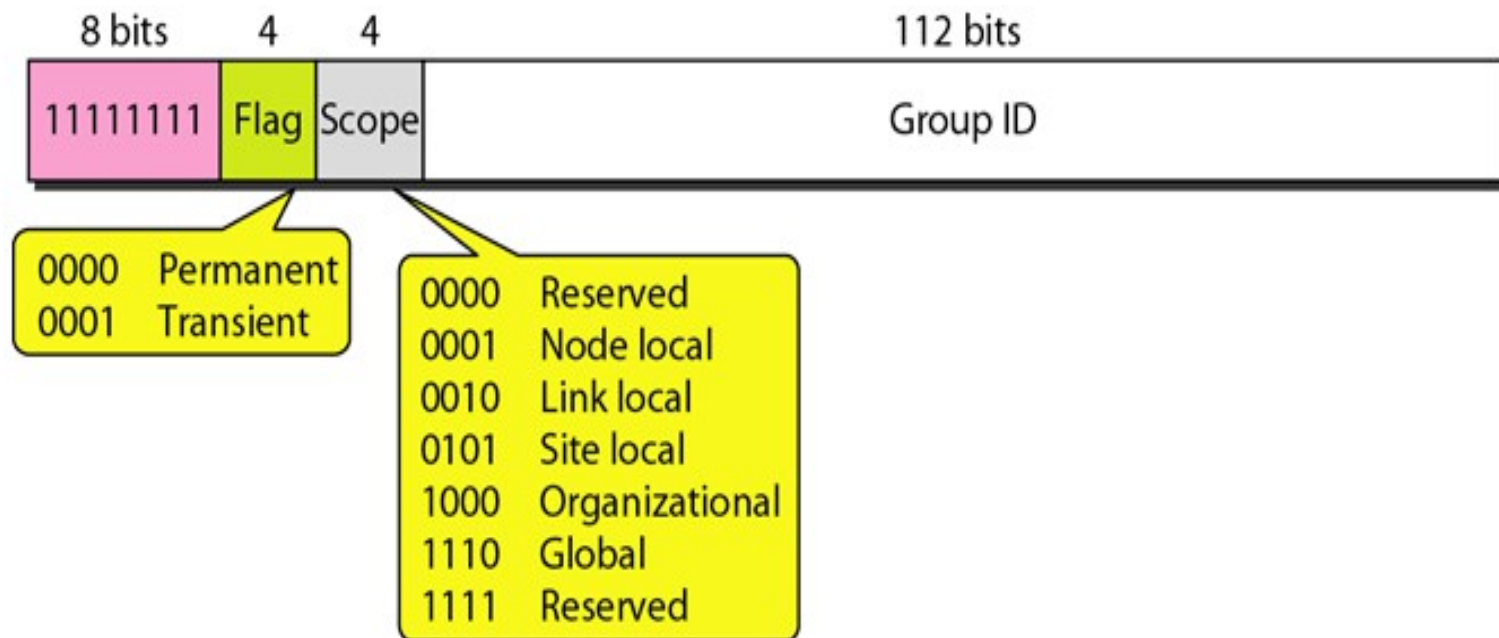 8 bits 4 4 112 bits
11111111 Flag Scope Group ID
0000 Permanent
0001 Transient
0000 Reserved
0001 Node local
0010 Link local
0101 Site local
1000 Organizational
1110 Global
1111 Reserved